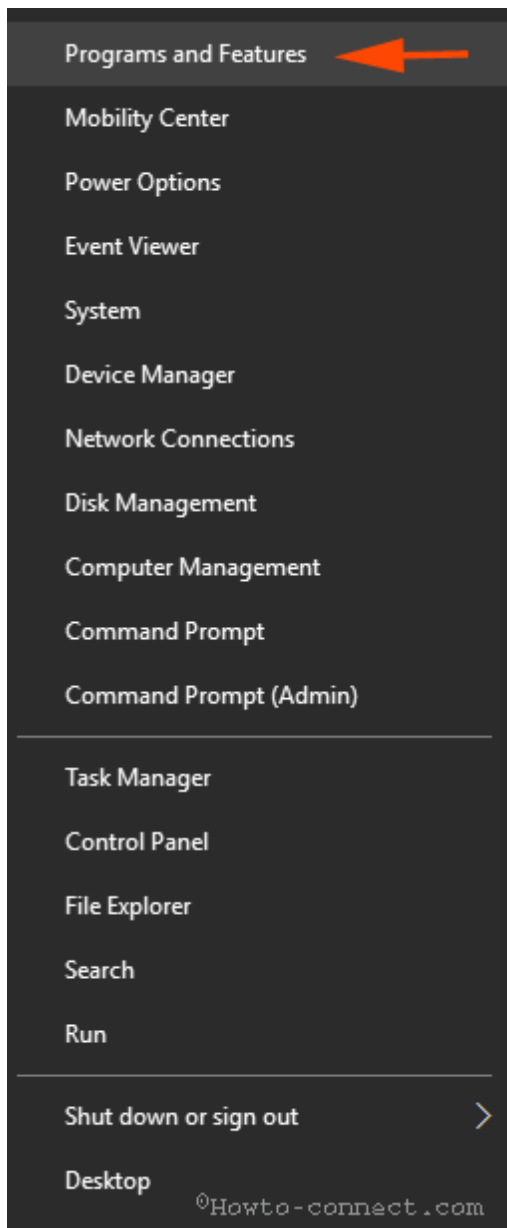 Programs and Features
Mobility Center
Power Options
Event Viewer
System
Device Manager
Network Connections
Disk Management
Computer Management
Command Prompt
Command Prompt (Admin)
Task Manager
Control Panel
File Explorer
Search
Run
Shut down or sign out
Desktop
©Howto-connect.com